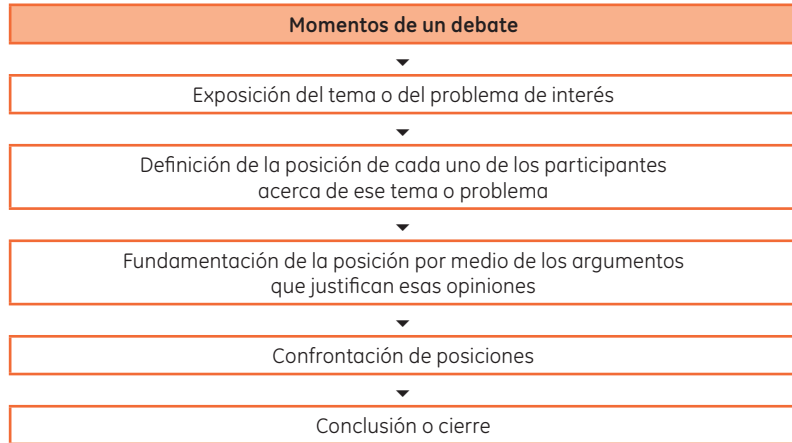 Momentos de un debate
Exposición del tema o del problema de interés
Definición de la posición de cada uno de los participantes
acerca de ese tema o problema
Fundamentación de la posición por medio de los argumentos
que justifican esas opiniones
Confrontación de posiciones
Conclusión o cierre